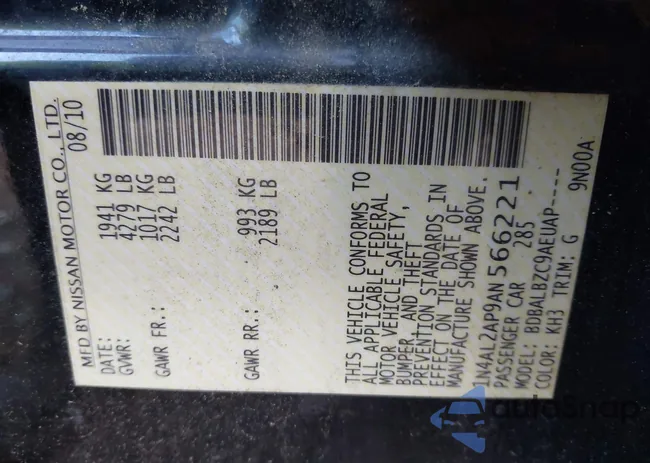 MFD BY NISSAN MOTOR CO., LTD.
DATE: 08/10
GVWR: 1941 KG
4279 LB
GAWR FR.: 1017 KG
2242 LB
GAWR RR.: 993 KG
2189 LB
THIS VEHICLE CONFORMS TO
ALL APPLICABLE FEDERAL
MOTOR VEHICLE SAFETY,
BUMPER, AND THEFT
PREVENTION STANDARDS IN
EFFECT ON THE DATE OF
MANUFACTURE SHOWN ABOVE.
1N4AL2AP9AN566221
PASSENGER CAR 285
MODEL: BDBALBZC9AEUAP----
COLOR: KH3 TRIM: G 9N00A
autoSnap